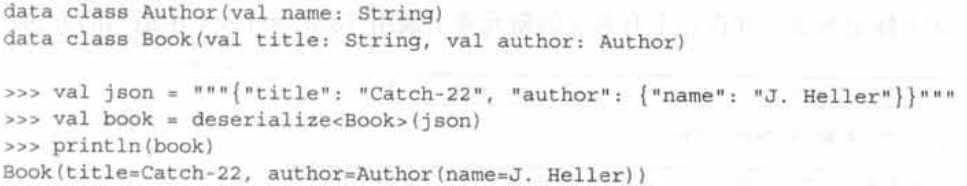 data class Author(val name: String)
data class Book(val title: String, val author: Author)
>>> val json = """{"title": "Catch-22", "author": {"name": "J. Heller"}}"""
>>> val book = deserialize<Book>(json)
>>> println(book)
Book(title=Catch-22, author=Author(name=J. Heller))